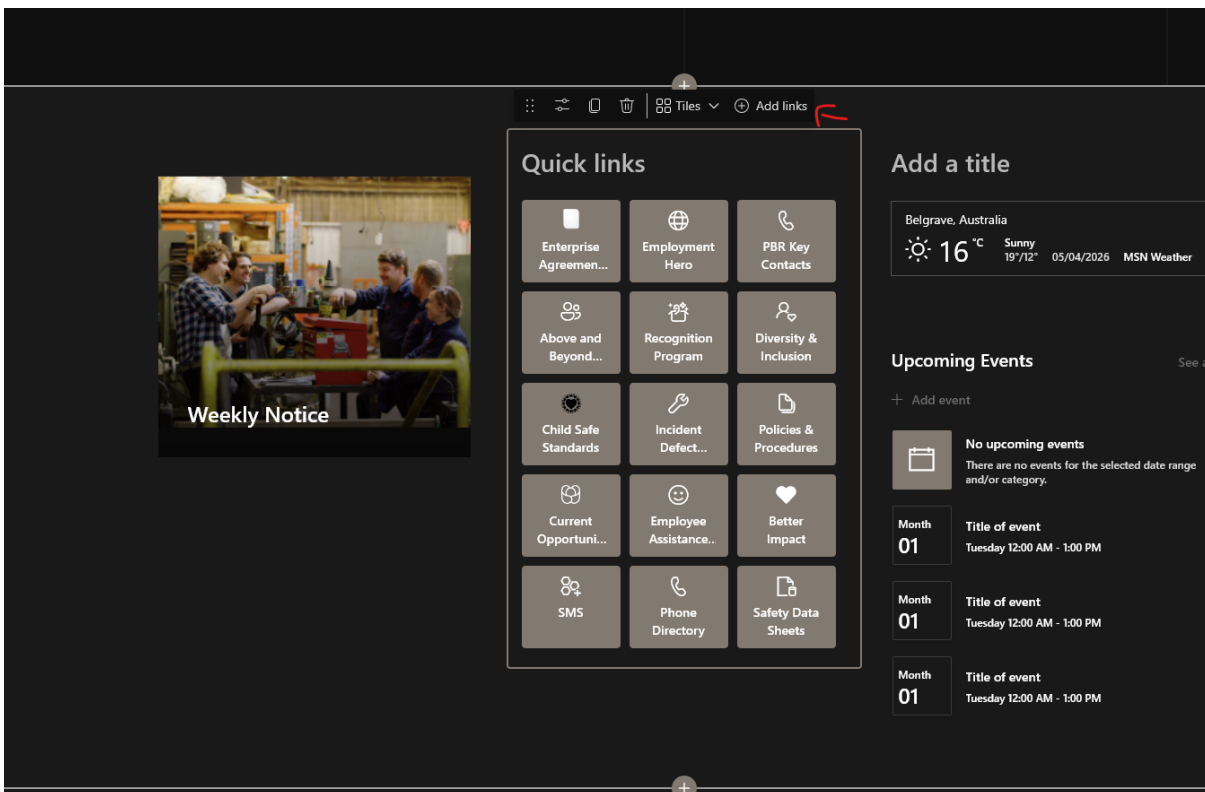 Tiles
Add links
Quick links
Enterprise
Agreemen...
Employment
Hero
PBR Key
Contacts
Above and
Beyond...
Recognition
Program
Diversity &
Inclusion
Child Safe
Standards
Incident
Defect...
Policies &
Procedures
Current
Opportuni...
Employee
Assistance...
Better
Impact
SMS
Phone
Directory
Safety Data
Sheets
Weekly Notice
Add a title
Belgrave, Australia
16 °C
Sunny
19°/12° 05/04/2026 MSN Weather
Upcoming Events
See a
+ Add event
No upcoming events
There are no events for the selected date range
and/or category.
Month
01
Title of event
Tuesday 12:00 AM - 1:00 PM
Month
01
Title of event
Tuesday 12:00 AM - 1:00 PM
Month
01
Title of event
Tuesday 12:00 AM - 1:00 PM